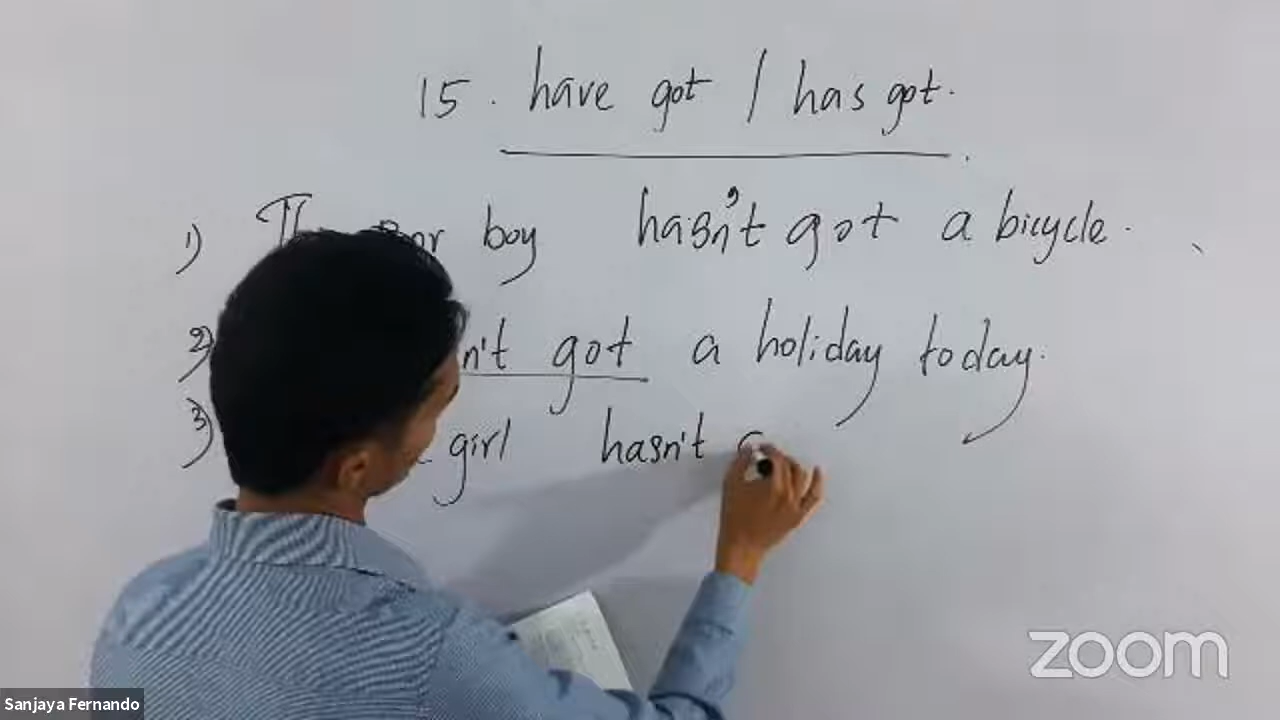 15. have got / has got.
1) boy hasn't got a bicycle.
2) n't got a holiday today.
3) girl hasn't
zoom
Sanjaya Fernando